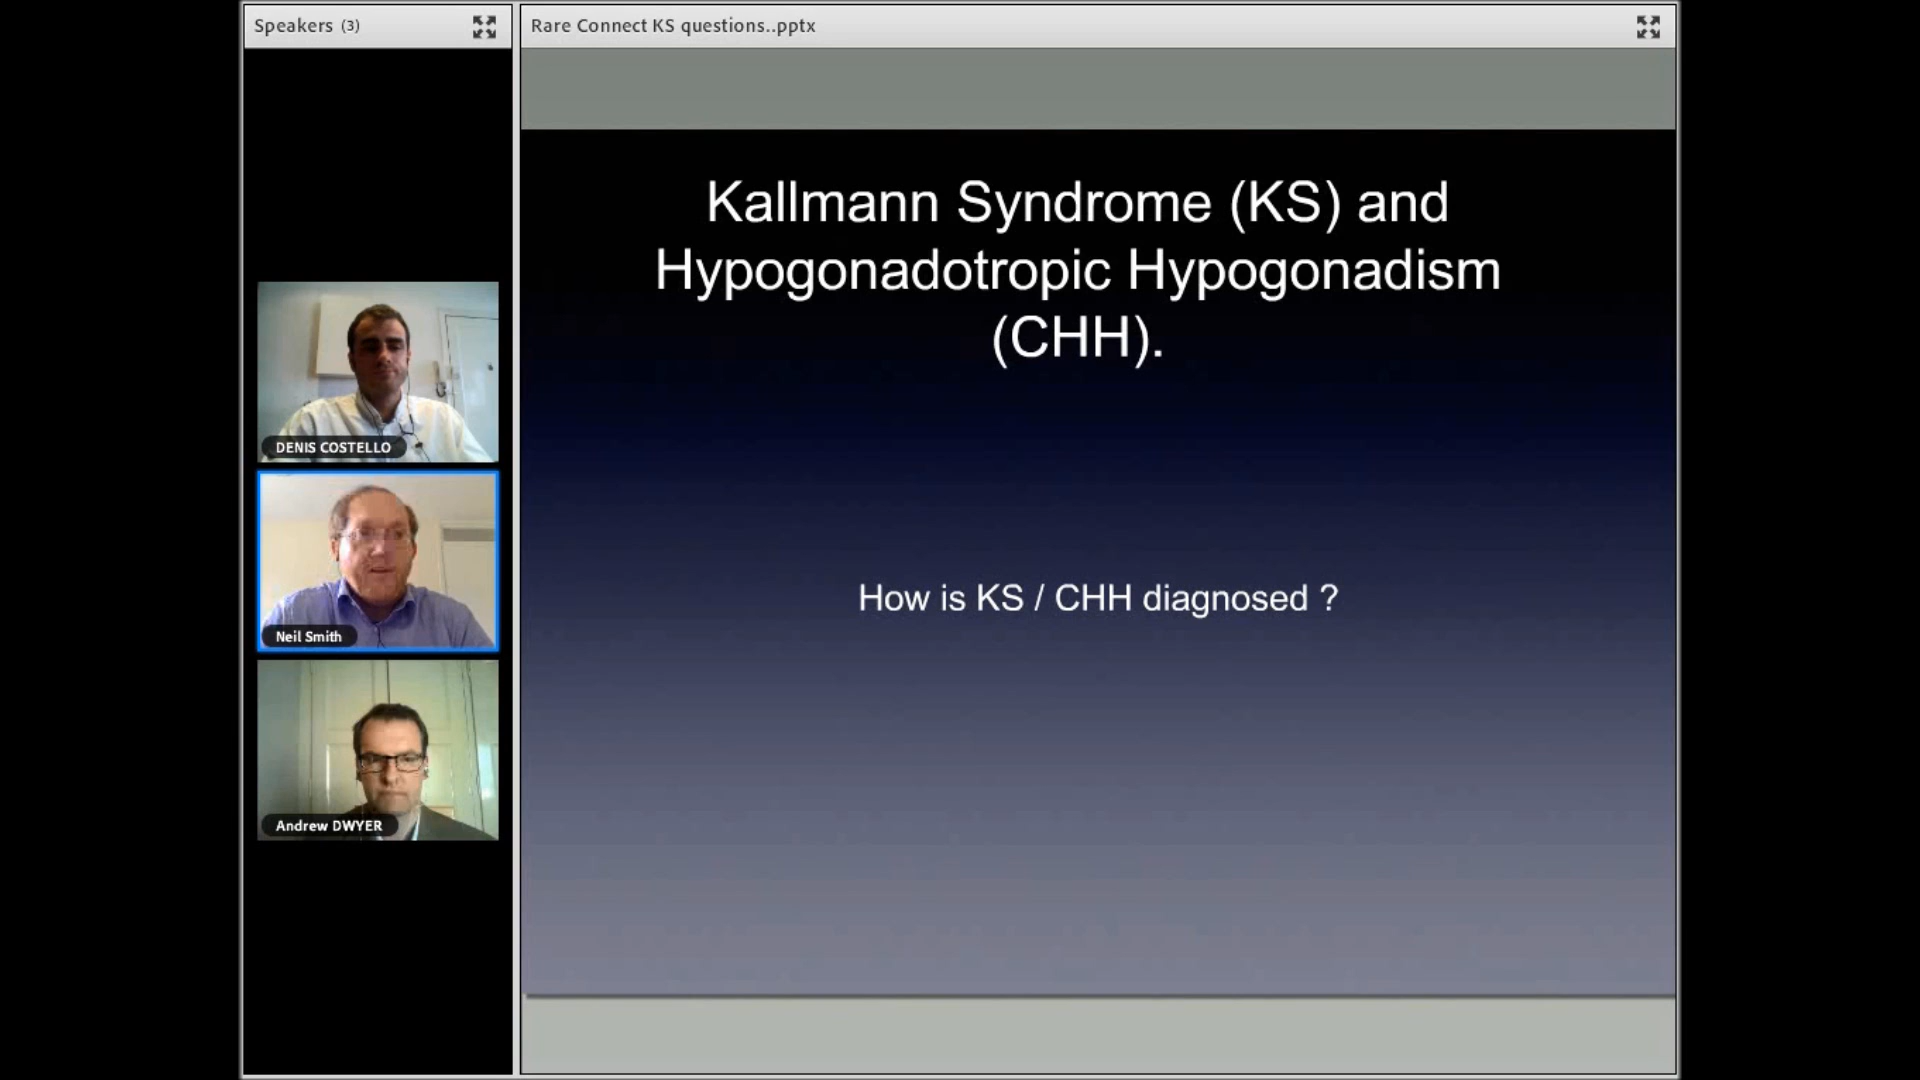 Speakers (3)
Rare Connect KS questions..pptx
Kallmann Syndrome (KS) and
Hypogonadotropic Hypogonadism
(CHH).
How is KS / CHH diagnosed ?
DENIS COSTELLO
Neil Smith
Andrew DWYER